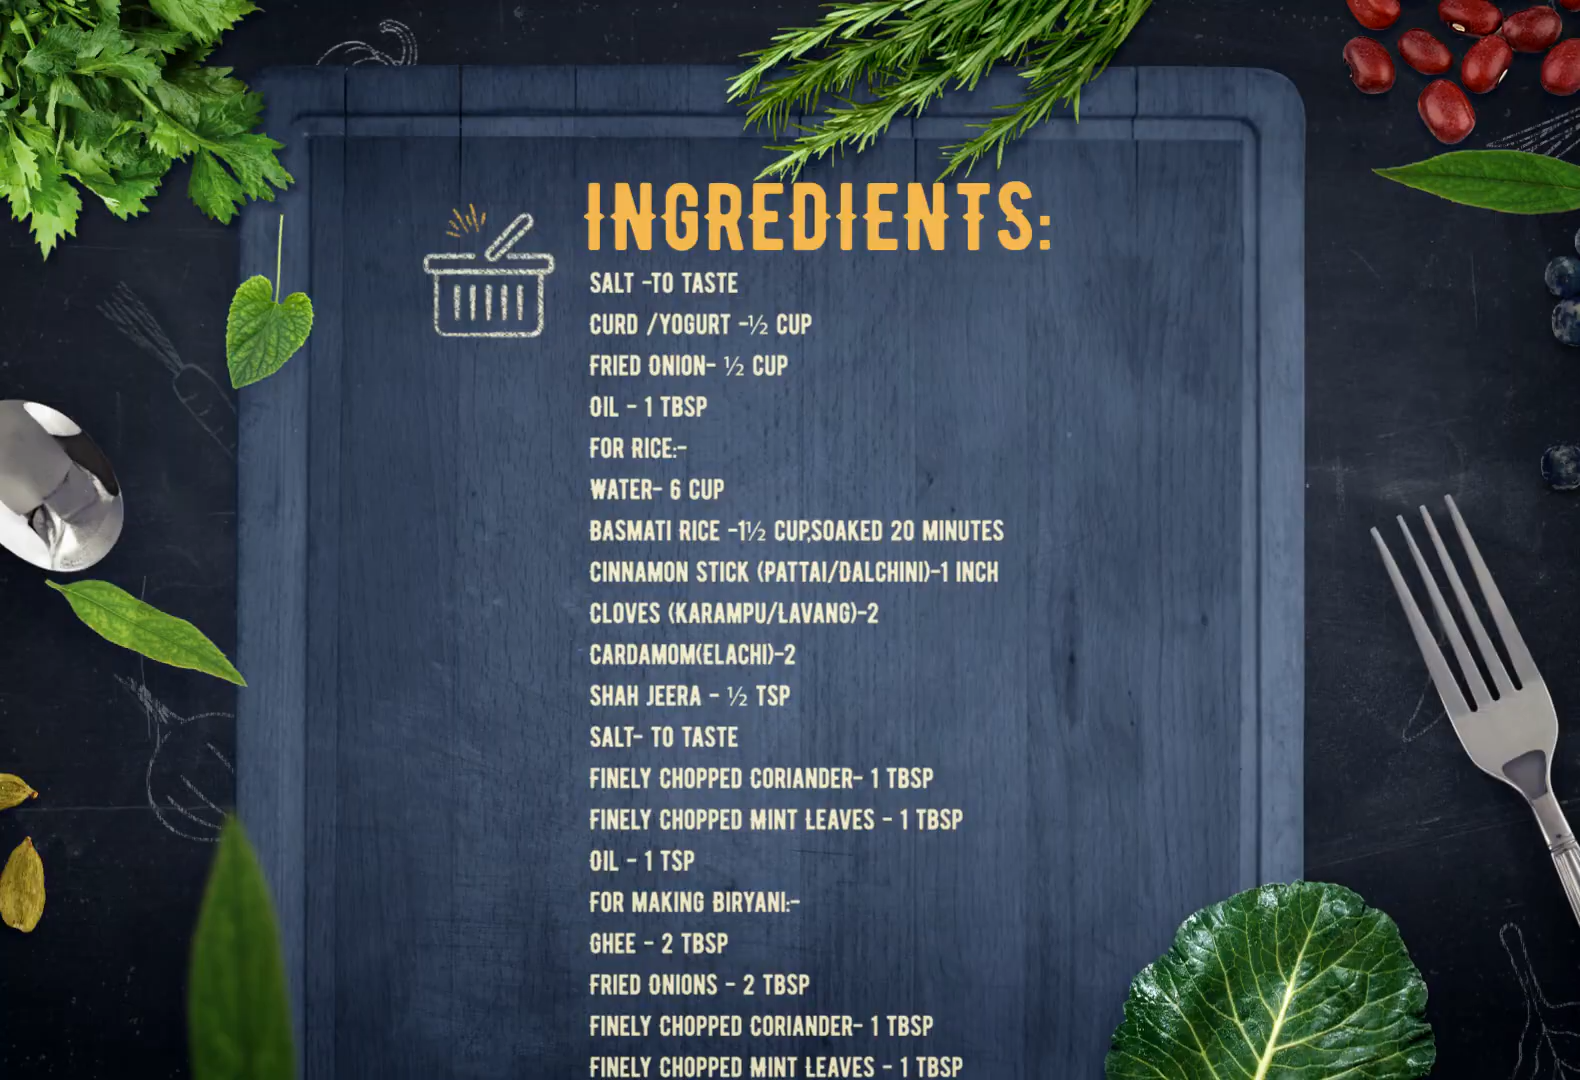 INGREDIENTS:
SALT -TO TASTE
CURD /YOGURT -½ CUP
FRIED ONION- ½ CUP
OIL - 1 TBSP
FOR RICE:-
WATER- 6 CUP
BASMATI RICE -1½ CUP,SOAKED 20 MINUTES
CINNAMON STICK (PATTAI/DALCHINI)-1 INCH
CLOVES (KARAMPU/LAVANG)-2
CARDAMOM(ELACHI)-2
SHAH JEERA - ½ TSP
SALT- TO TASTE
FINELY CHOPPED CORIANDER- 1 TBSP
FINELY CHOPPED MINT LEAVES - 1 TBSP
OIL - 1 TSP
FOR MAKING BIRYANI:-
GHEE - 2 TBSP
FRIED ONIONS - 2 TBSP
FINELY CHOPPED CORIANDER- 1 TBSP
FINELY CHOPPED MINT LEAVES - 1 TBSP